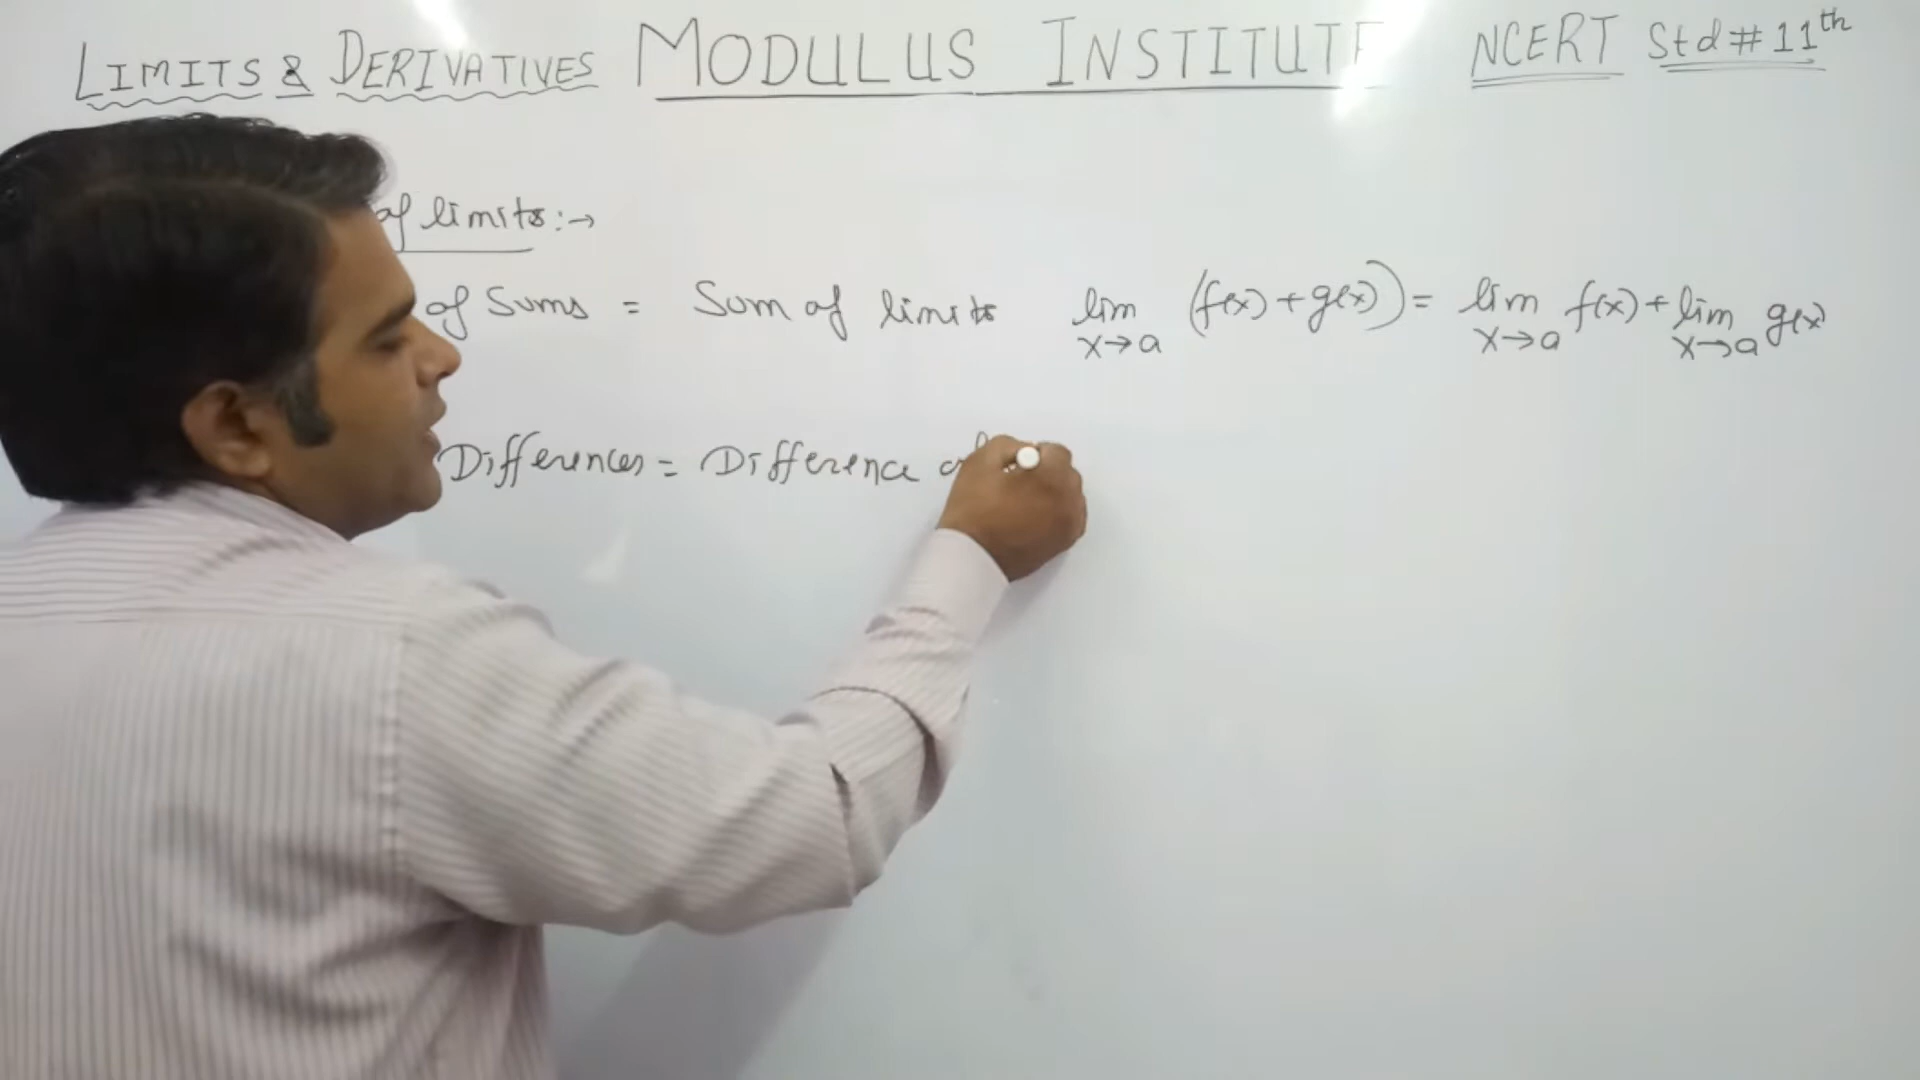 LIMITS & DERIVATIVES MODULUS INSTITUTE NCERT Std # 11th
of limits :→
of Sums = Sum of limits lim x→a (f(x) + g(x)) = lim x→a f(x) + lim x→a g(x)
Differences = Difference